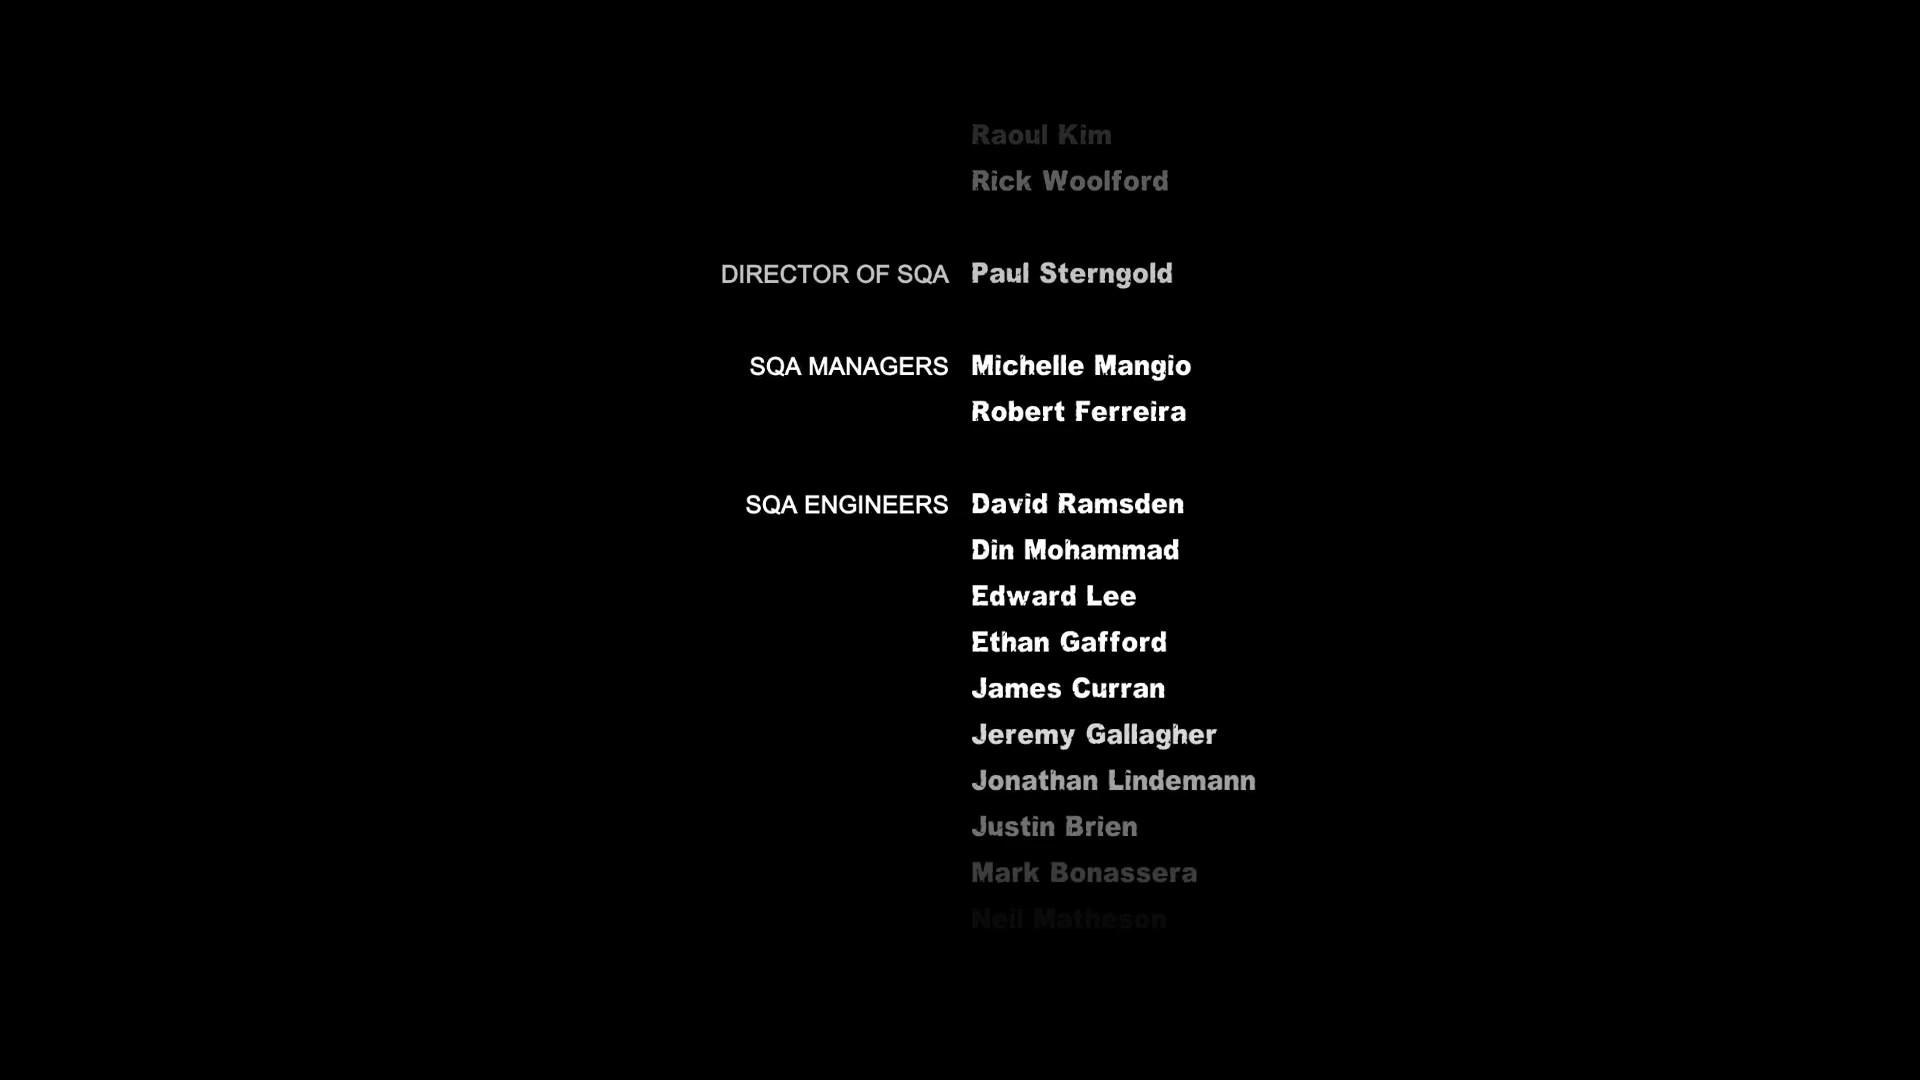 Raoul Kim
Rick Woolford
DIRECTOR OF SQA Paul Sterngold
SQA MANAGERS Michelle Mangio
Robert Ferreira
SQA ENGINEERS David Ramsden
Din Mohammad
Edward Lee
Ethan Gafford
James Curran
Jeremy Gallagher
Jonathan Lindemann
Justin Brien
Mark Bonassera
Neil Matheson